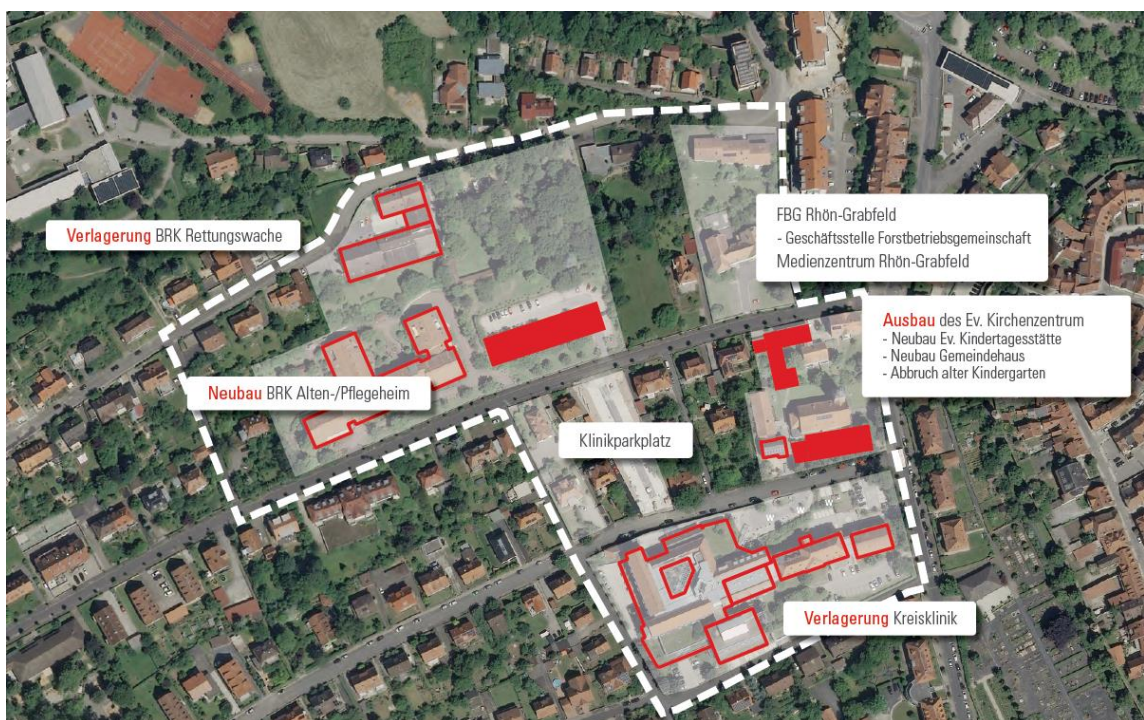 FBG Rhön-Grabfeld
- Geschäftsstelle Forstbetriebsgemeinschaft
Medienzentrum Rhön-Grabfeld
Verlagerung BRK Rettungswache
Ausbau des Ev. Kirchenzentrum
- Neubau Ev. Kindertagesstätte
- Neubau Gemeindehaus
- Abbruch alter Kindergarten
Neubau BRK Alten-/Pflegeheim
Klinikparkplatz
Verlagerung Kreisklinik